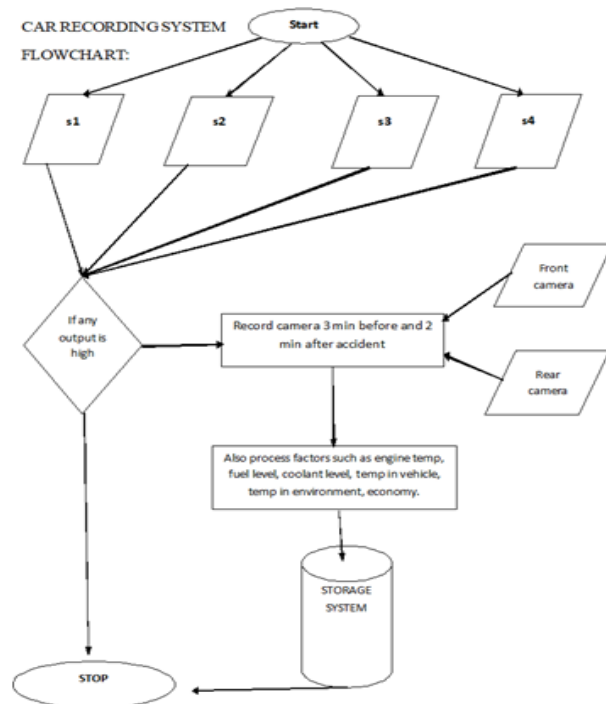 CAR RECORDING SYSTEM
FLOWCHART:
Start
s1
s2
s3
s4
Front
camera
If any
output is
high
Record camera 3 min before and 2
min after accident
Rear
camera
Also process factors such as engine temp,
fuel level, coolant level, temp in vehicle,
temp in environment, economy.
STORAGE
SYSTEM
STOP